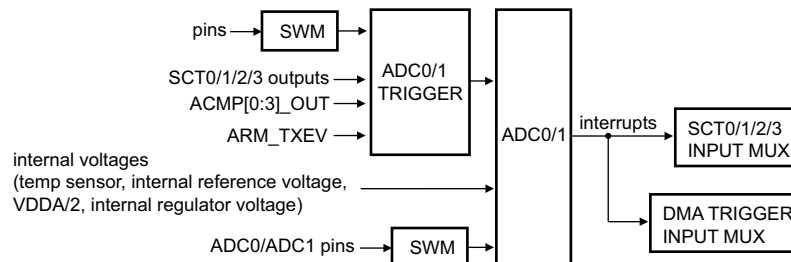 pins
SWM
SCT0/1/2/3 outputs
ACMP[0:3]_OUT
ARM_TXEV
ADC0/1
TRIGGER
internal voltages
(temp sensor, internal reference voltage,
VDDA/2, internal regulator voltage)
ADC0/ADC1 pins
SWM
ADC0/1
interrupts
SCT0/1/2/3
INPUT MUX
DMA TRIGGER
INPUT MUX